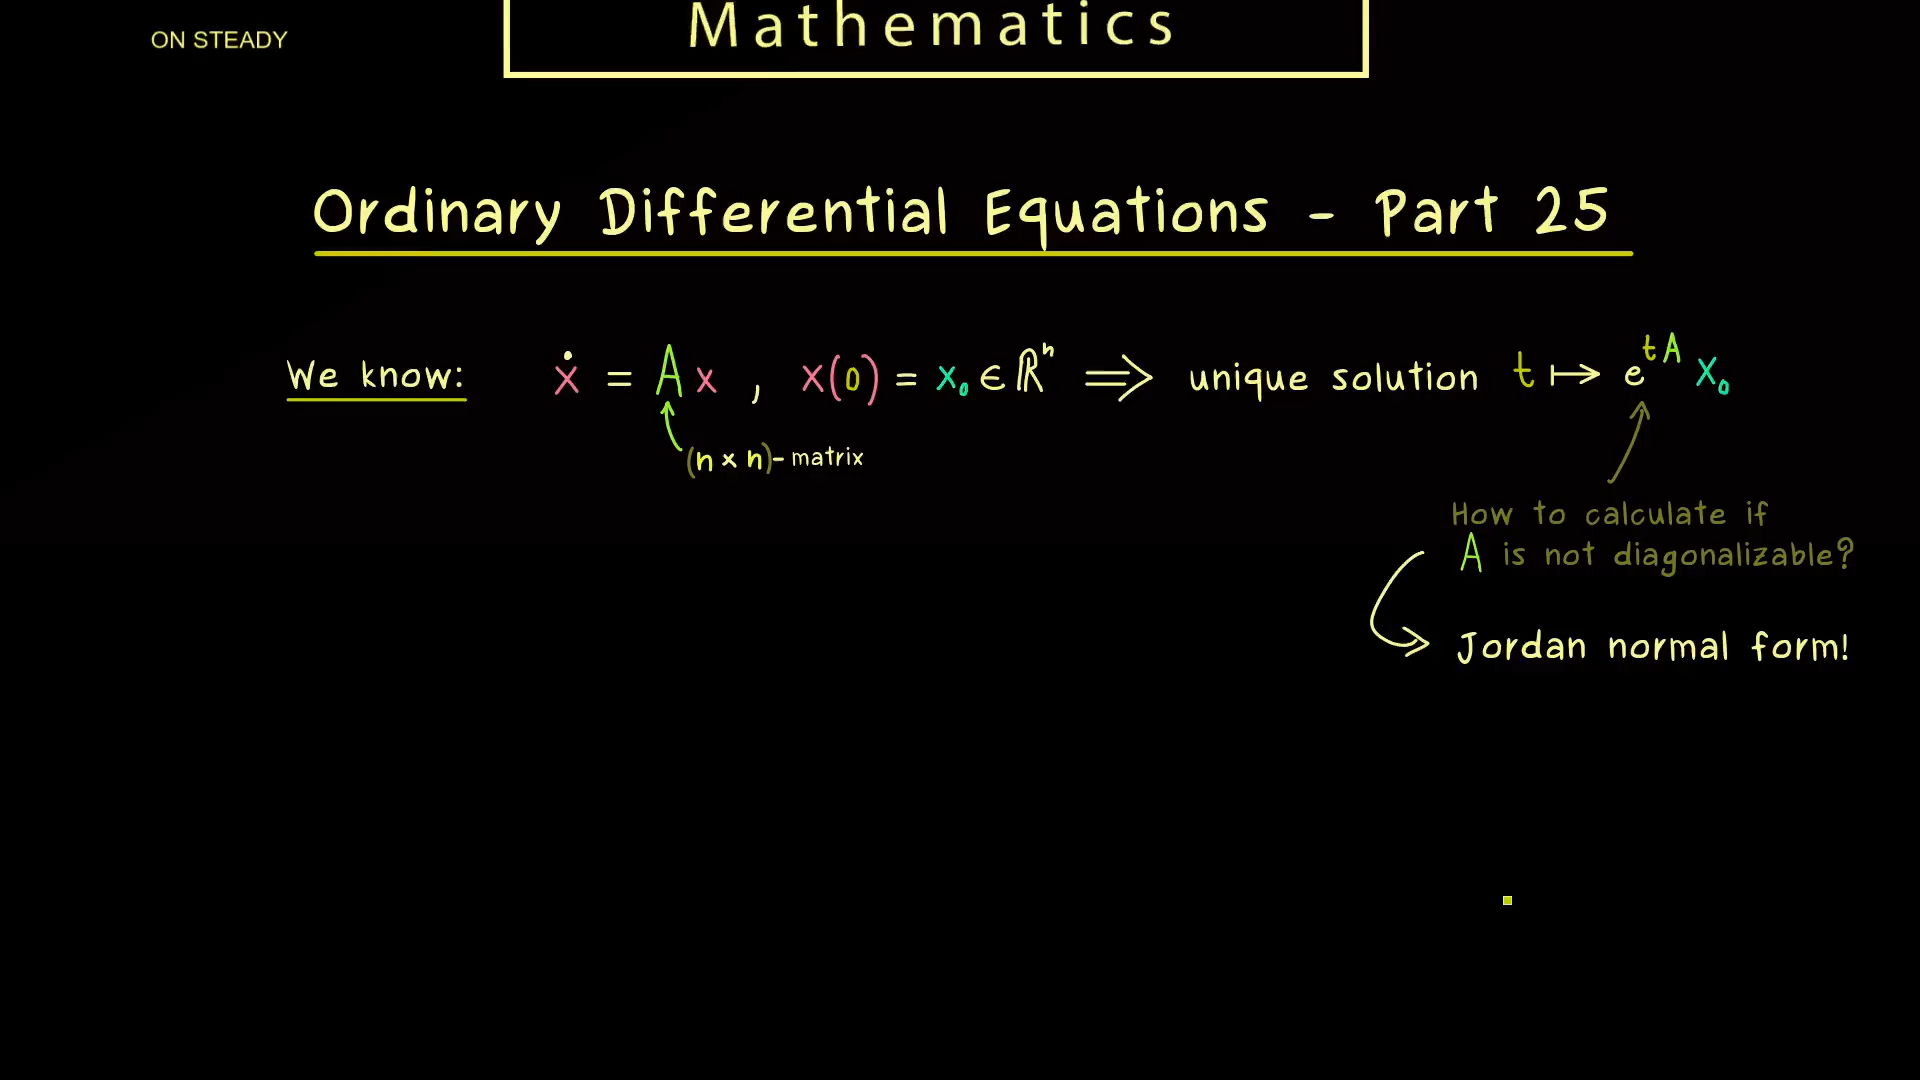 ON STEADY
Mathematics
Ordinary Differential Equations - Part 25
We know: ẋ = A x , x(0) = x₀ ∈ ℝⁿ ⟹ unique solution t ↦ e^{tA} x₀
(n × n)-matrix
How to calculate if
A is not diagonalizable?
Jordan normal form!